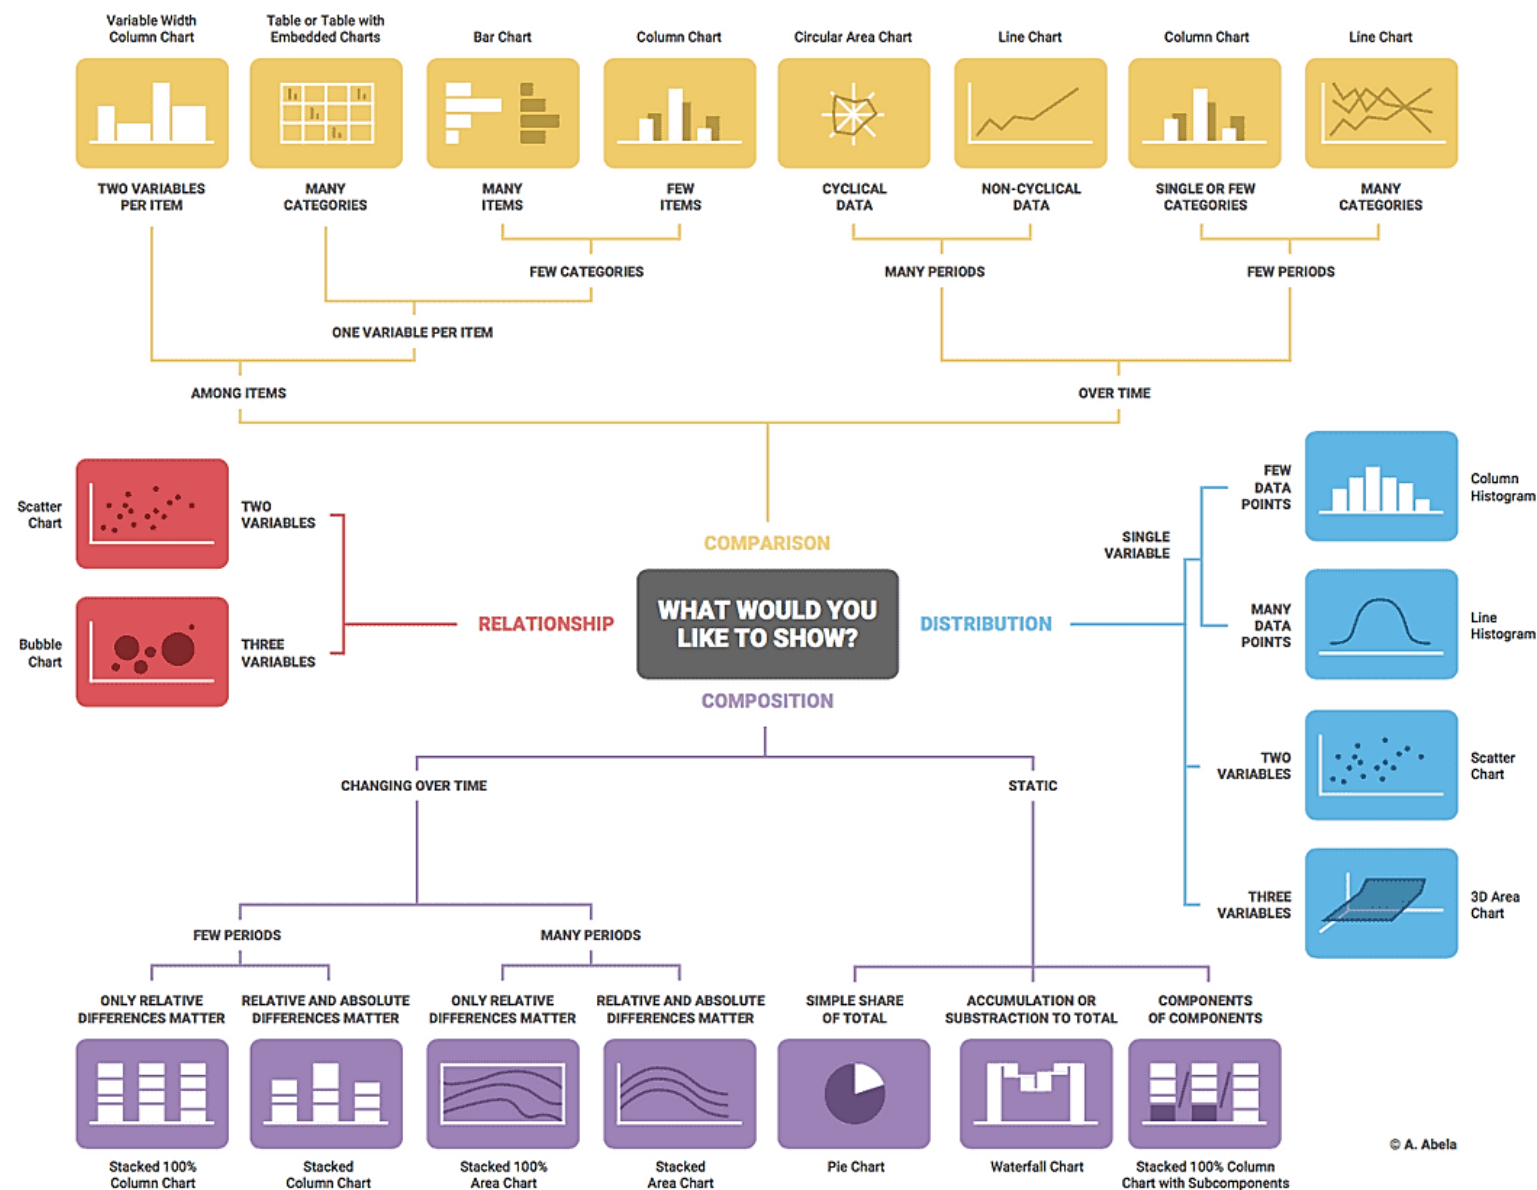 Variable Width
Column Chart
Table or Table with
Embedded Charts
Bar Chart
Column Chart
Circular Area Chart
Line Chart
Column Chart
Line Chart
TWO VARIABLES
PER ITEM
MANY
CATEGORIES
MANY
ITEMS
FEW
ITEMS
CYCLICAL
DATA
NON-CYCLICAL
DATA
SINGLE OR FEW
CATEGORIES
MANY
CATEGORIES
FEW CATEGORIES
MANY PERIODS
FEW PERIODS
ONE VARIABLE PER ITEM
AMONG ITEMS
OVER TIME
COMPARISON
Scatter
Chart
TWO
VARIABLES
Bubble
Chart
THREE
VARIABLES
RELATIONSHIP
WHAT WOULD YOU
LIKE TO SHOW?
DISTRIBUTION
SINGLE
VARIABLE
FEW
DATA
POINTS
Column
Histogram
MANY
DATA
POINTS
Line
Histogram
TWO
VARIABLES
Scatter
Chart
THREE
VARIABLES
3D Area
Chart
COMPOSITION
CHANGING OVER TIME
STATIC
FEW PERIODS
MANY PERIODS
ONLY RELATIVE
DIFFERENCES MATTER
RELATIVE AND ABSOLUTE
DIFFERENCES MATTER
ONLY RELATIVE
DIFFERENCES MATTER
RELATIVE AND ABSOLUTE
DIFFERENCES MATTER
SIMPLE SHARE
OF TOTAL
ACCUMULATION OR
SUBSTRACTION TO TOTAL
COMPONENTS
OF COMPONENTS
Stacked 100%
Column Chart
Stacked
Column Chart
Stacked 100%
Area Chart
Stacked
Area Chart
Pie Chart
Waterfall Chart
Stacked 100% Column
Chart with Subcomponents
© A. Abela